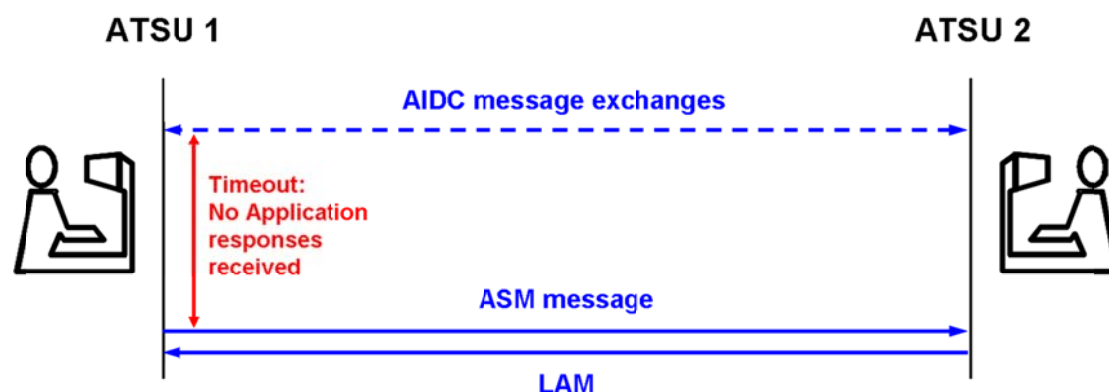 ATSU 1
ATSU 2
AIDC message exchanges
Timeout:
No Application
responses
received
ASM message
LAM